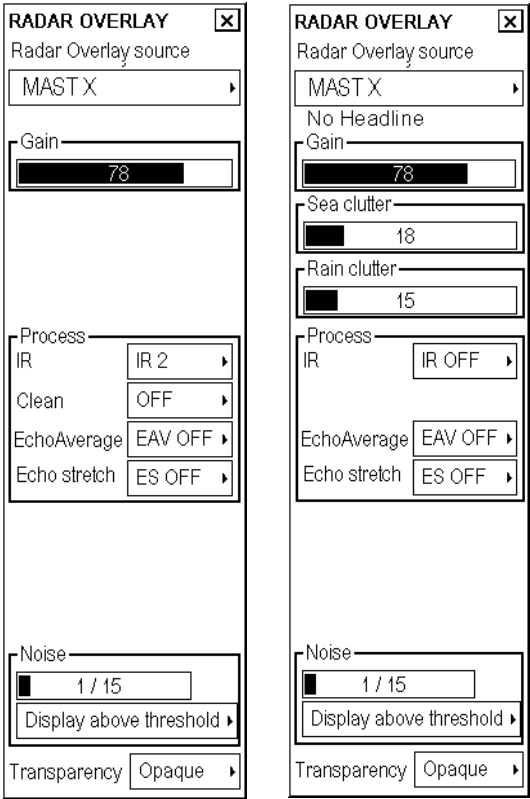 RADAR OVERLAY
Radar Overlay source
MAST X
Gain
78
Process
IR IR 2
Clean OFF
EchoAverage EAV OFF
Echo stretch ES OFF
Noise
1 / 15
Display above threshold
Transparency Opaque
RADAR OVERLAY
Radar Overlay source
MAST X
No Headline
Gain
78
Sea clutter
18
Rain clutter
15
Process
IR IR OFF
EchoAverage EAV OFF
Echo stretch ES OFF
Noise
1 / 15
Display above threshold
Transparency Opaque